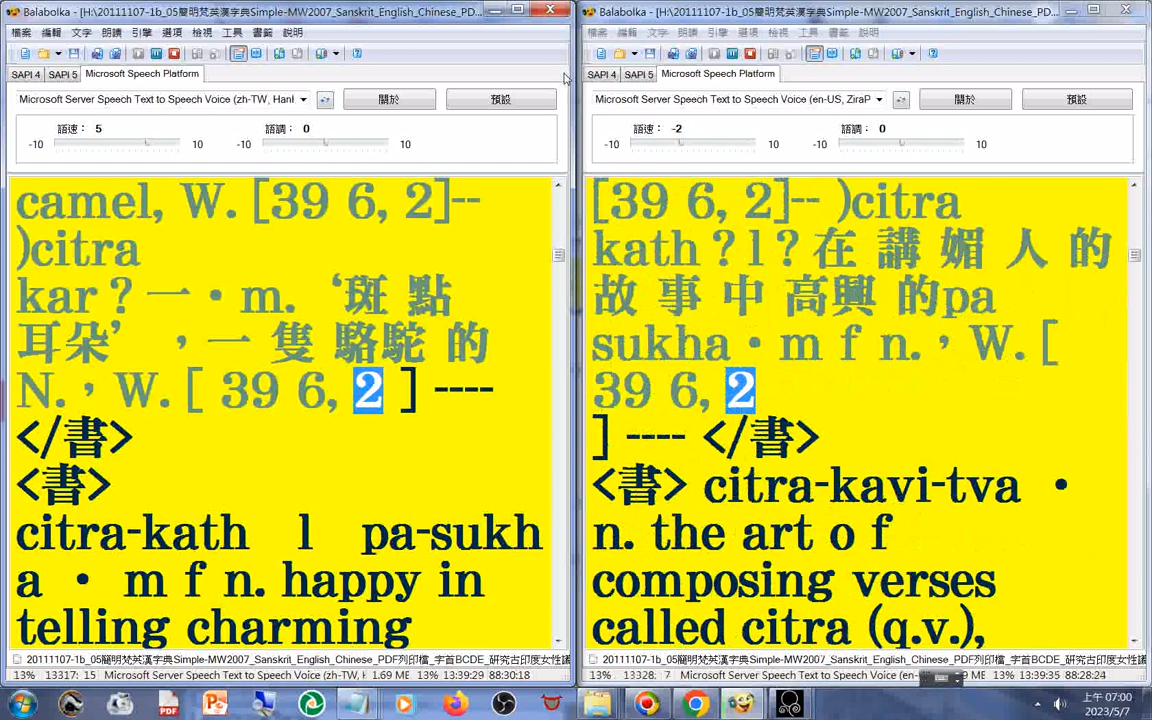 Balabolka - [H:\20111107-1b_05簡明梵英漢字典Simple-MW2007_Sanskrit_English_Chinese_PD...
檔案 編輯 文字 朗讀 引擎 選項 檢視 工具 書籤 說明
SAPI 4 SAPI 5 Microsoft Speech Platform
Microsoft Server Speech Text to Speech Voice (zh-TW, Hanl
關於
預設
語速： 5
語調： 0
-10 10 -10 10
camel, W. [39 6, 2]--
)citra
kar？一・m.‘斑 點
耳朵’ ，一 隻 駱駝 的
N.，W. [ 39 6, 2 ] ----
</書>
<書>
citra-kath l pa-sukh
a ・ m f n. happy in
telling charming
20111107-1b_05簡明梵英漢字典Simple-MW2007_Sanskrit_English_Chinese_PDF列印檔_字首BCDE_研究古印度女性議
13% 13317: 15 Microsoft Server Speech Text to Speech Voice (zh-TW, H 1.69 MB 13% 13:39:29 88:30:18
Balabolka - [H:\20111107-1b_05簡明梵英漢字典Simple-MW2007_Sanskrit_English_Chinese_PD...
檔案 編輯 文字 朗讀 引擎 選項 檢視 工具 書籤 說明
SAPI 4 SAPI 5 Microsoft Speech Platform
Microsoft Server Speech Text to Speech Voice (en-US, ZiraP
關於
預設
語速： -2
語調： 0
-10 10 -10 10
[39 6, 2]-- )citra
kath？l？在 講 媚 人 的
故 事 中 高興 的pa
sukha・m f n.，W. [
39 6, 2
] ---- </書>
<書> citra-kavi-tva ・
n. the art o f
composing verses
called citra (q.v.),
20111107-1b_05簡明梵英漢字典Simple-MW2007_Sanskrit_English_Chinese_PDF列印檔_字首BCDE_研究古印度女性議
13% 13328: 7 Microsoft Server Speech Text to Speech Voice (en-US, ME 13% 13:39:35 88:28:24
上午 07:00
2023/5/7